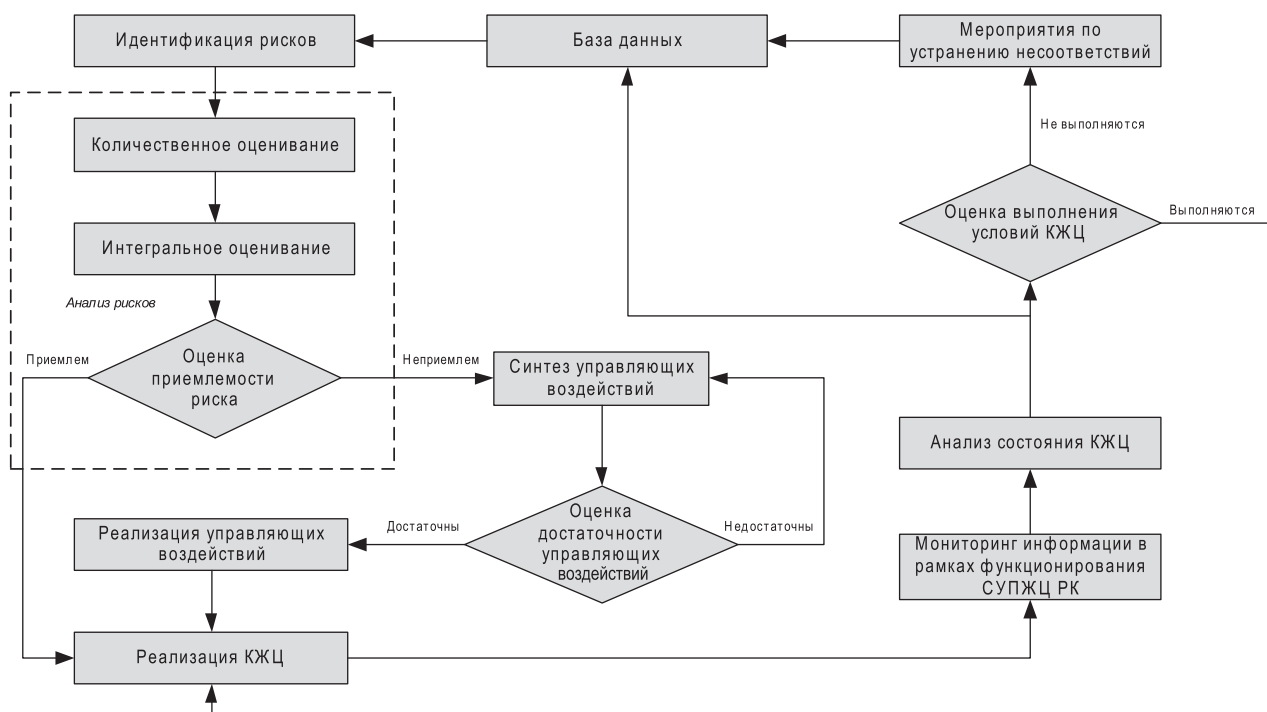 Идентификация рисков
База данных
Мероприятия по
устранению несоответствий
Количественное оценивание
Не выполняются
Интегральное оценивание
Оценка выполнения
условий КЖЦ
Выполняются
Анализ рисков
Приемлем
Оценка
приемлемости
риска
Неприемлем
Синтез управляющих
воздействий
Анализ состояния КЖЦ
Реализация управляющих
воздействий
Достаточны
Оценка
достаточности
управляющих
воздействий
Недостаточны
Мониторинг информации в
рамках функционирования
СУПЖЦ РК
Реализация КЖЦ